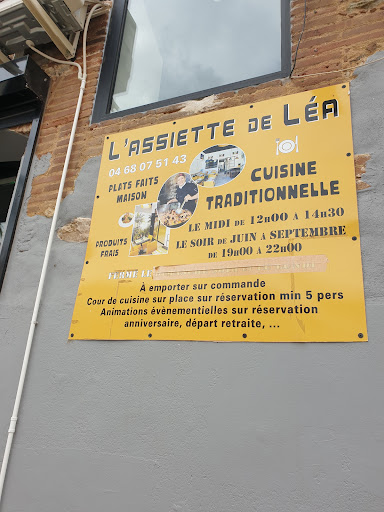 L'ASSIETTE DE LÉA
04 68 07 51 43
PLATS FAITS
MAISON
PRODUITS
FRAIS
CUISINE
TRADITIONNELLE
LE MIDI DE 12H00 À 14H30
LE SOIR DE JUIN À SEPTEMBRE
DE 19H00 À 22H00
À emporter sur commande
Cour de cuisine sur place sur réservation min 5 pers
Animations évènementielles sur réservation
anniversaire, départ retraite, ...